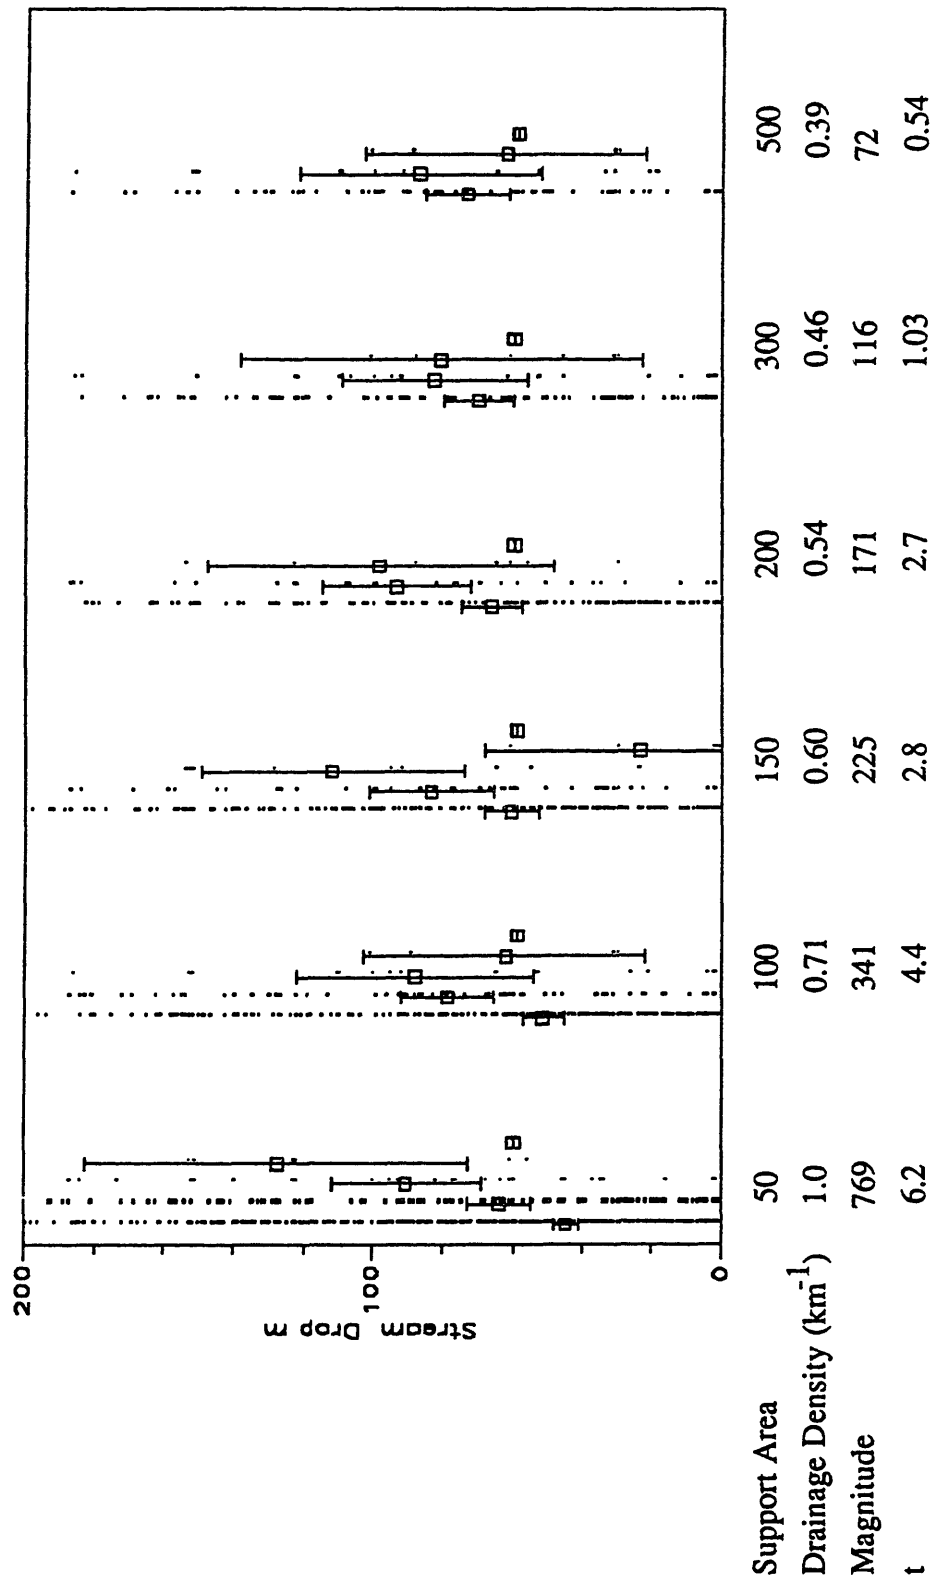 200
100
0
Stream Drop m
Support Area 50 100 150 200 300 500
Drainage Density (km⁻¹) 1.0 0.71 0.60 0.54 0.46 0.39
Magnitude 769 341 225 171 116 72
t 6.2 4.4 2.8 2.7 1.03 0.54